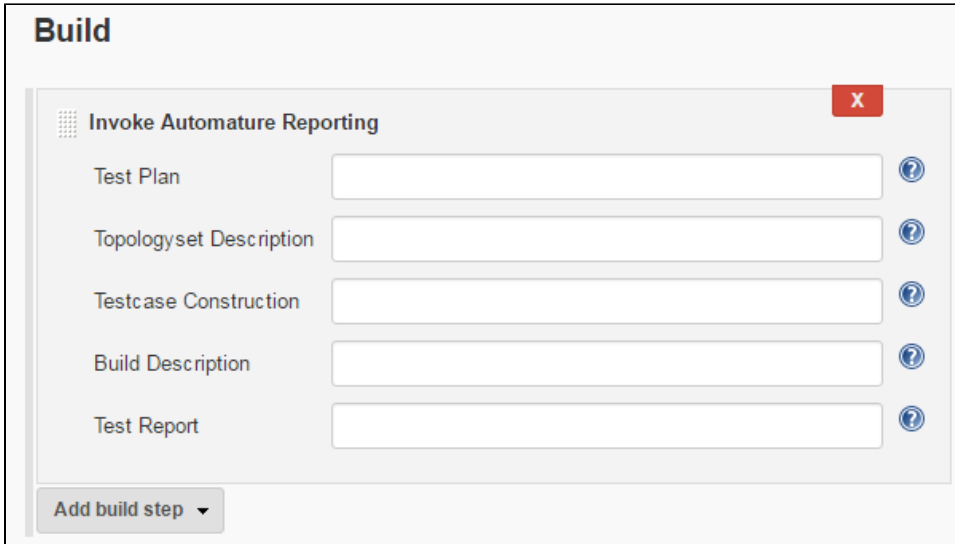 Build
X
Invoke Automature Reporting
Test Plan
Topologyset Description
Testcase Construction
Build Description
Test Report
Add build step